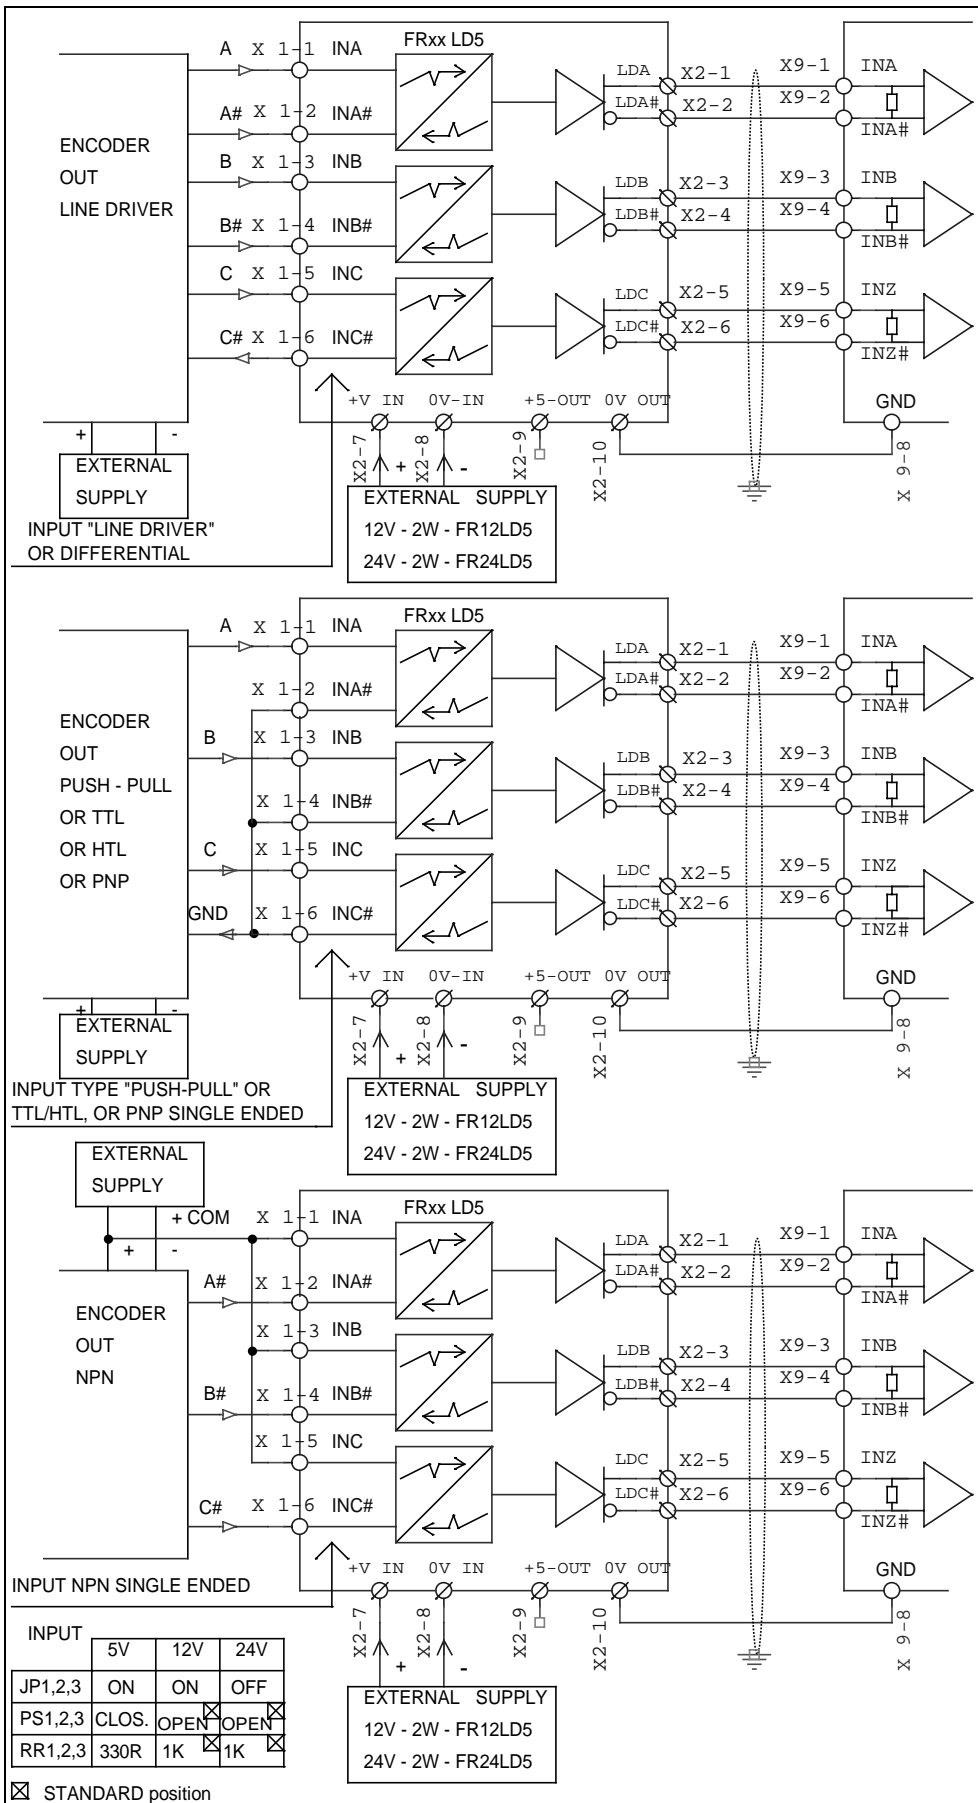 FRxx LD5
A X 1-1 INA
LDA X2-1 X9-1 INA
LDA# X2-2 X9-2
A# X 1-2 INA#
INA#
ENCODER
OUT
LINE DRIVER
B X 1-3 INB
LDB X2-3 X9-3 INB
LDB# X2-4 X9-4
B# X 1-4 INB#
INB#
C X 1-5 INC
LDC X2-5 X9-5 INZ
LDC# X2-6 X9-6
C# X 1-6 INC#
INZ#
+V IN 0V-IN +5-OUT 0V OUT
GND
X2-7 X2-8 X2-9 X2-10 X 9-8
+ -
+ -
EXTERNAL
SUPPLY
EXTERNAL SUPPLY
12V - 2W - FR12LD5
24V - 2W - FR24LD5
INPUT "LINE DRIVER"
OR DIFFERENTIAL
FRxx LD5
A X 1-1 INA
LDA X2-1 X9-1 INA
LDA# X2-2 X9-2
X 1-2 INA#
INA#
ENCODER
OUT
PUSH - PULL
OR TTL
OR HTL
OR PNP
B X 1-3 INB
LDB X2-3 X9-3 INB
LDB# X2-4 X9-4
X 1-4 INB#
INB#
C X 1-5 INC
LDC X2-5 X9-5 INZ
LDC# X2-6 X9-6
GND X 1-6 INC#
INZ#
+V IN 0V-IN +5-OUT 0V OUT
GND
X2-7 X2-8 X2-9 X2-10 X 9-8
+ -
+ -
EXTERNAL
SUPPLY
EXTERNAL SUPPLY
12V - 2W - FR12LD5
24V - 2W - FR24LD5
INPUT TYPE "PUSH-PULL" OR
TTL/HTL, OR PNP SINGLE ENDED
EXTERNAL
SUPPLY
+ COM
+ -
FRxx LD5
X 1-1 INA
LDA X2-1 X9-1 INA
LDA# X2-2 X9-2
A# X 1-2 INA#
INA#
ENCODER
OUT
NPN
X 1-3 INB
LDB X2-3 X9-3 INB
LDB# X2-4 X9-4
B# X 1-4 INB#
INB#
X 1-5 INC
LDC X2-5 X9-5 INZ
LDC# X2-6 X9-6
C# X 1-6 INC#
INZ#
+V IN 0V IN +5-OUT 0V OUT
GND
X2-7 X2-8 X2-9 X2-10 X 9-8
+ -
EXTERNAL SUPPLY
12V - 2W - FR12LD5
24V - 2W - FR24LD5
INPUT NPN SINGLE ENDED
INPUT 5V 12V 24V
JP1,2,3 ON ON OFF
PS1,2,3 CLOS. OPEN OPEN
RR1,2,3 330R 1K 1K
STANDARD position